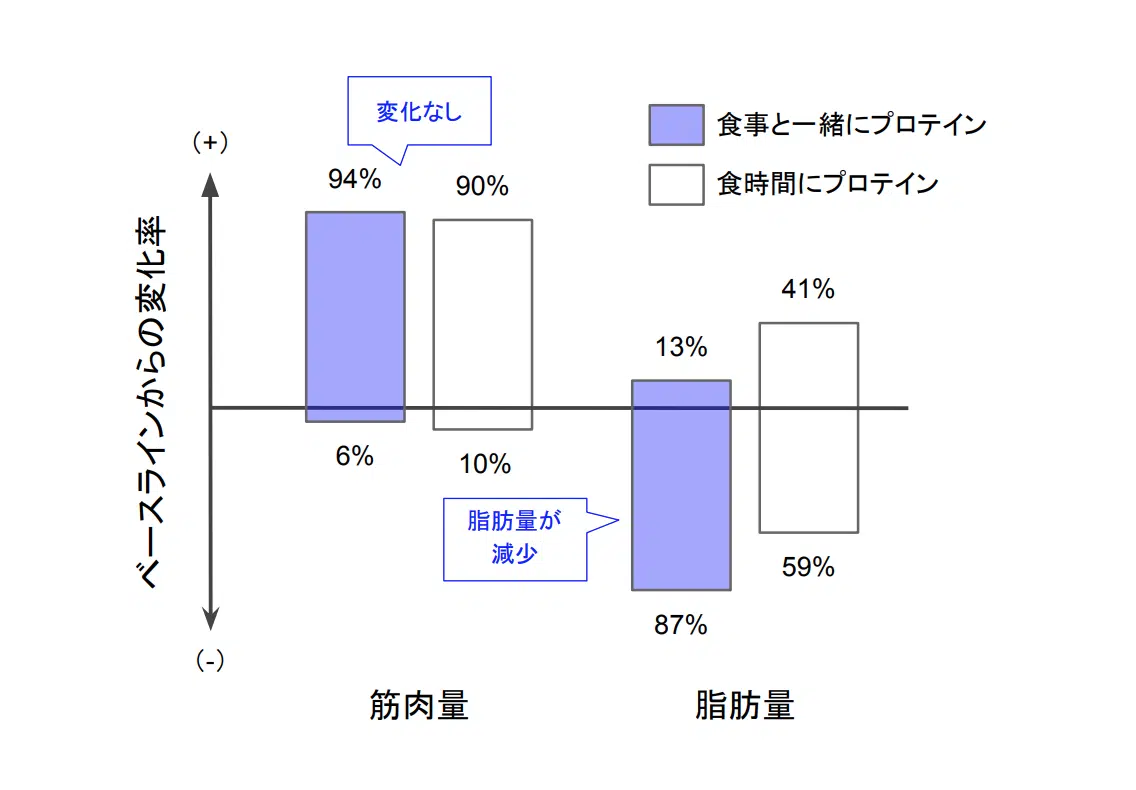 変化なし
食事と一緒にプロテイン
食時間にプロテイン
(+)
94%
90%
ベースラインからの変化率
41%
13%
6%
10%
脂肪量が
減少
59%
87%
(-)
筋肉量
脂肪量